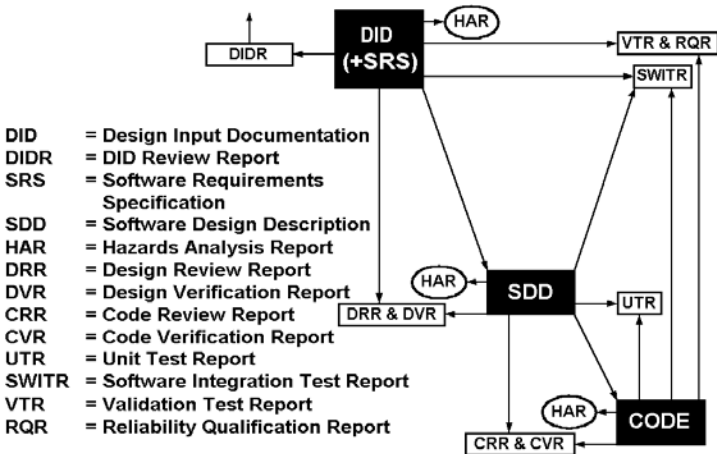 DID
(+SRS)
HAR
VTR & RQR
DIDR
SWITR
DID = Design Input Documentation
DIDR = DID Review Report
SRS = Software Requirements
Specification
SDD = Software Design Description
HAR = Hazards Analysis Report
DRR = Design Review Report
DVR = Design Verification Report
CRR = Code Review Report
CVR = Code Verification Report
UTR = Unit Test Report
SWITR = Software Integration Test Report
VTR = Validation Test Report
RQR = Reliability Qualification Report
HAR
SDD
UTR
DRR & DVR
HAR
CODE
CRR & CVR